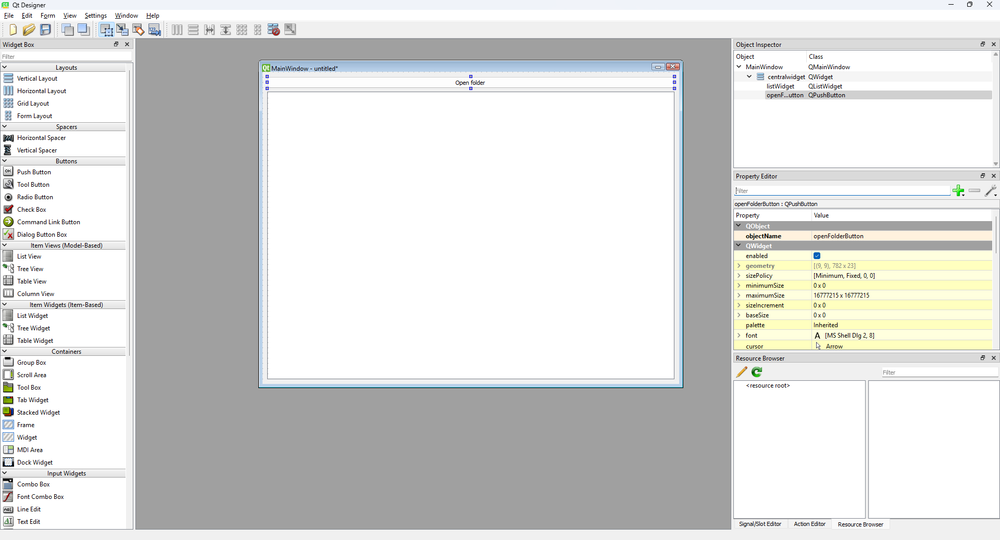 Qt Designer
File Edit Form View Settings Window Help
Widget Box
Filter
Layouts
Vertical Layout
Horizontal Layout
Grid Layout
Form Layout
Spacers
Horizontal Spacer
Vertical Spacer
Buttons
OK Push Button
Tool Button
Radio Button
Check Box
Command Link Button
Dialog Button Box
Item Views (Model-Based)
List View
Tree View
Table View
Column View
Item Widgets (Item-Based)
List Widget
Tree Widget
Table Widget
Containers
Group Box
Scroll Area
Tool Box
Tab Widget
Stacked Widget
Frame
Widget
MDI Area
Dock Widget
Input Widgets
Combo Box
Font Combo Box
Line Edit
AI Text Edit
Qt MainWindow - untitled*
Open folder
Object Inspector
Object Class
MainWindow QMainWindow
centralwidget QWidget
listWidget QListWidget
openF...utton QPushButton
Property Editor
Filter
openFolderButton : QPushButton
Property Value
QObject
objectName openFolderButton
QWidget
enabled
geometry [(9, 9), 782 x 23]
sizePolicy [Minimum, Fixed, 0, 0]
minimumSize 0 x 0
maximumSize 16777215 x 16777215
sizeIncrement 0 x 0
baseSize 0 x 0
palette Inherited
font A [MS Shell Dlg 2, 8]
cursor Arrow
Resource Browser
Filter
<resource root>
Signal/Slot Editor Action Editor Resource Browser